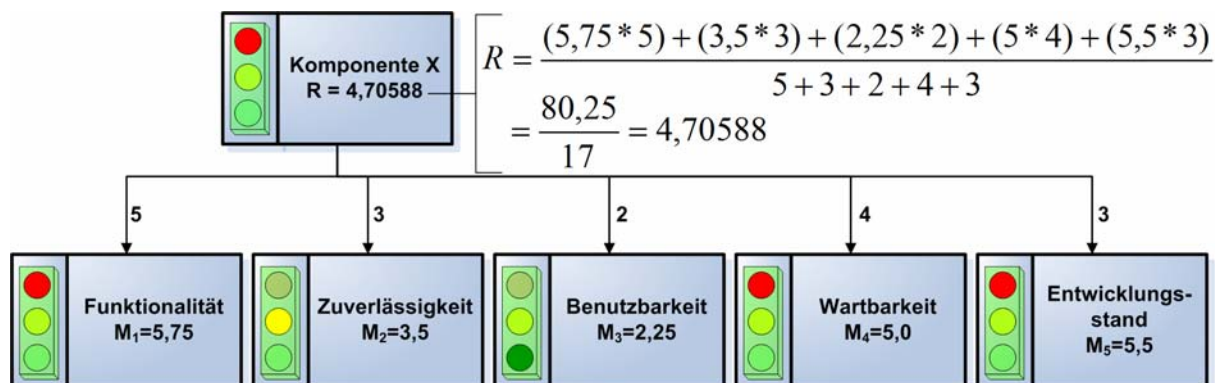 Komponente X
R = 4,70588
R = (5,75*5)+(3,5*3)+(2,25*2)+(5*4)+(5,5*3) / 5+3+2+4+3
= 80,25 / 17 = 4,70588
5
3
2
4
3
Funktionalität
M₁=5,75
Zuverlässigkeit
M₂=3,5
Benutzbarkeit
M₃=2,25
Wartbarkeit
M₄=5,0
Entwicklungs-
stand
M₅=5,5